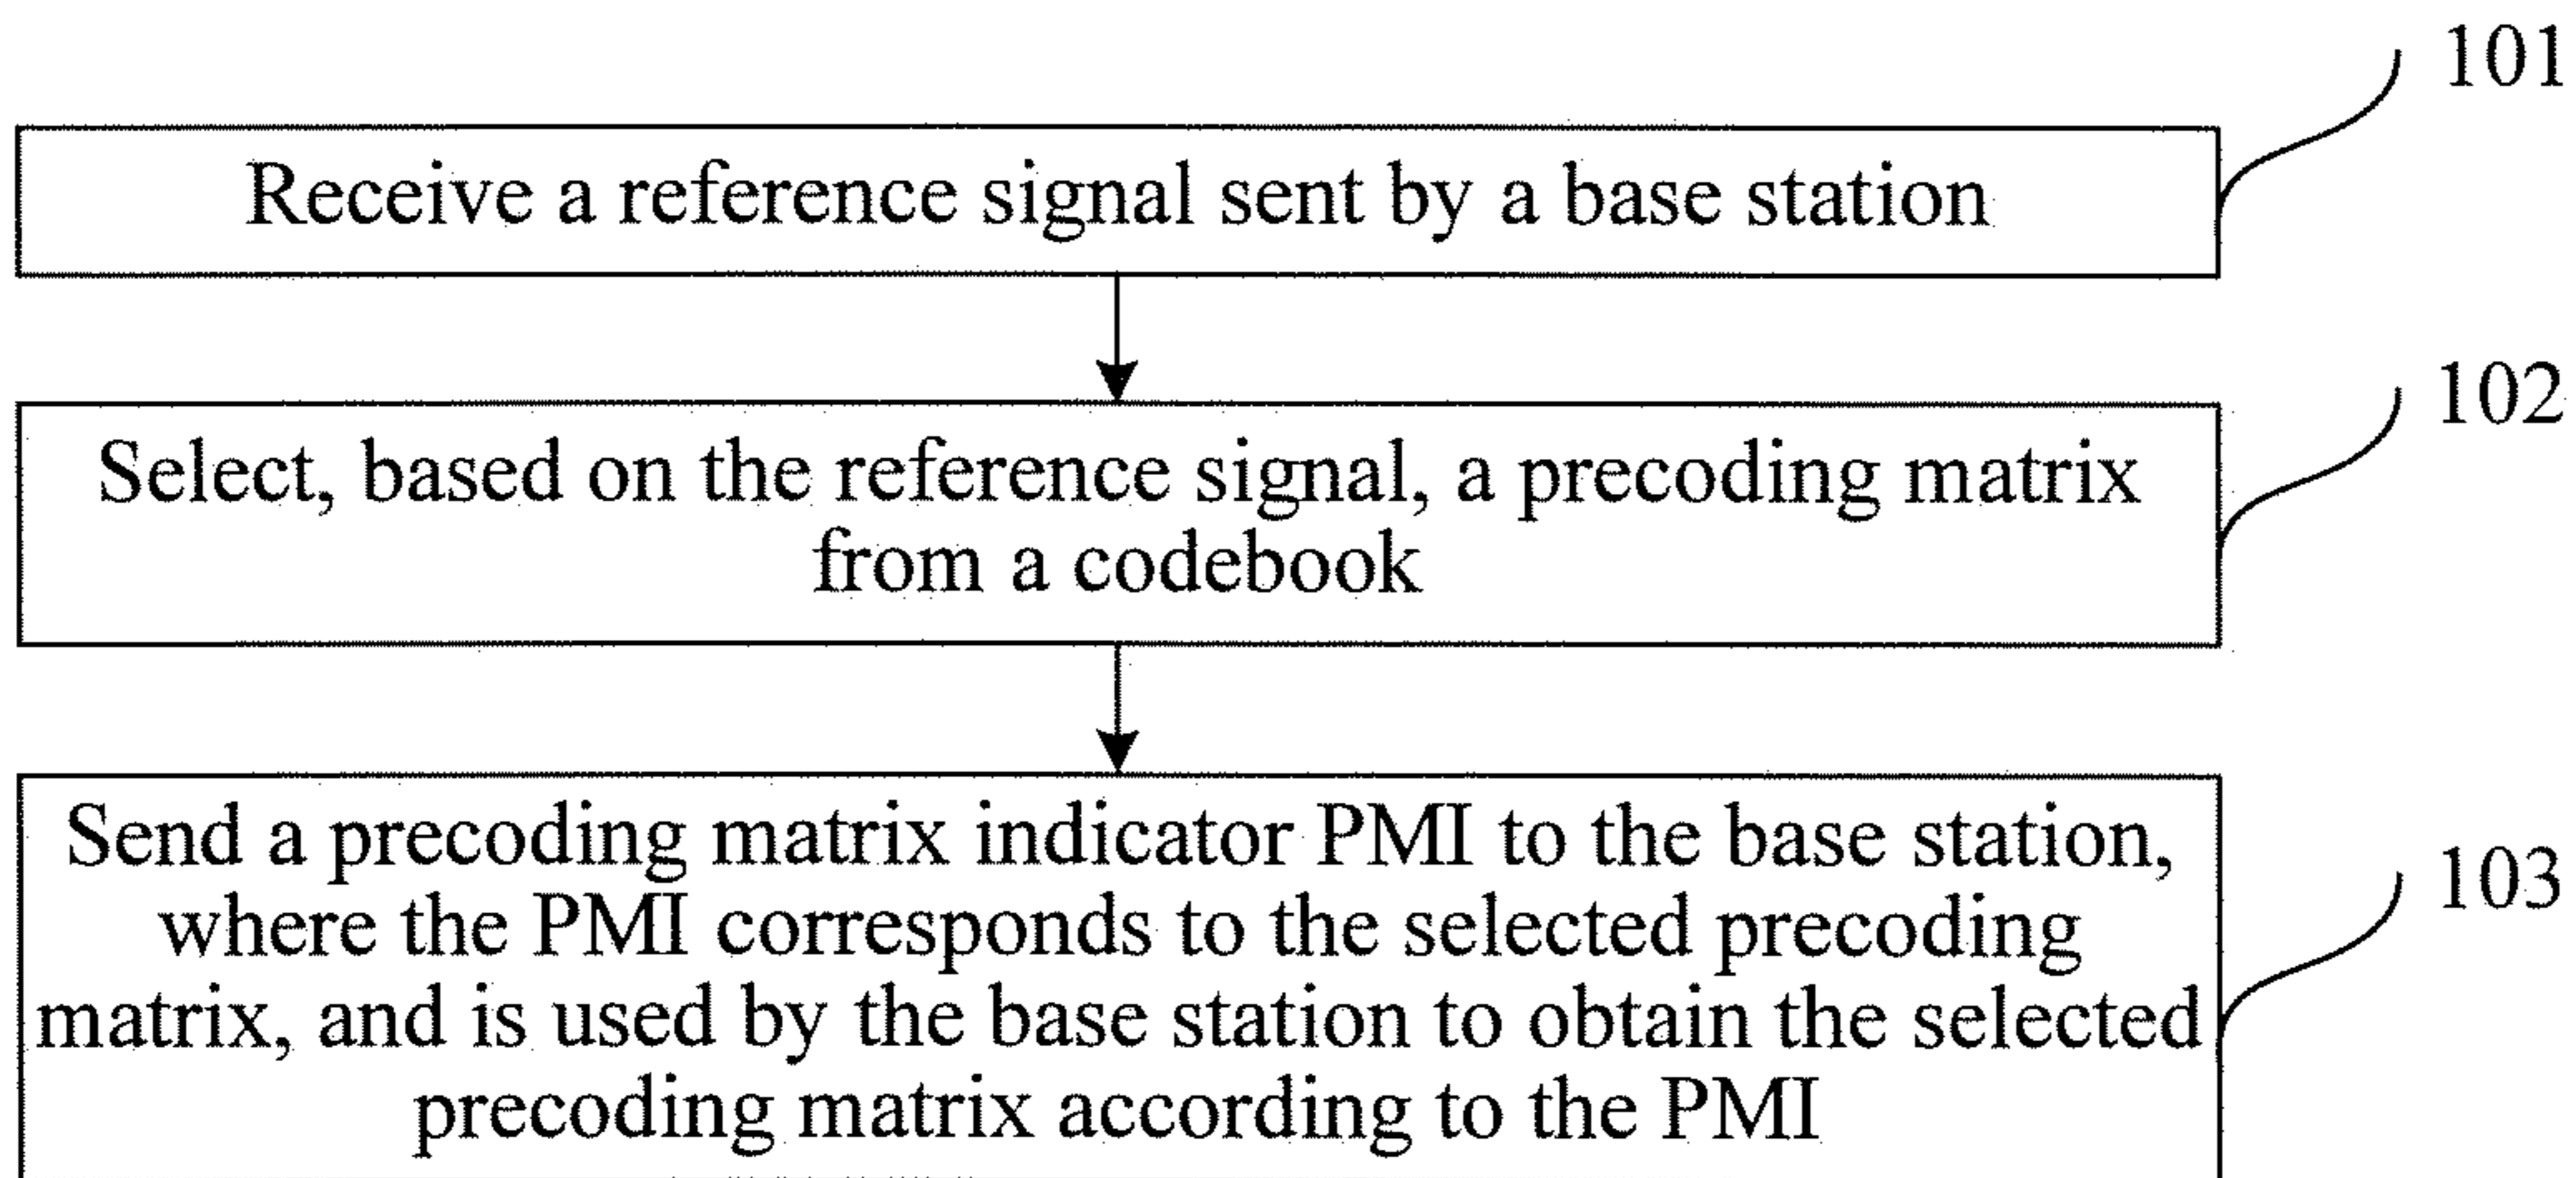 101
Receive a reference signal sent by a base station
102
Select, based on the reference signal, a precoding matrix
from a codebook
Send a precoding matrix indicator PMI to the base station,
103
where the PMI corresponds to the selected precoding
matrix, and is used by the base station to obtain the selected
precoding matrix according to the PMI